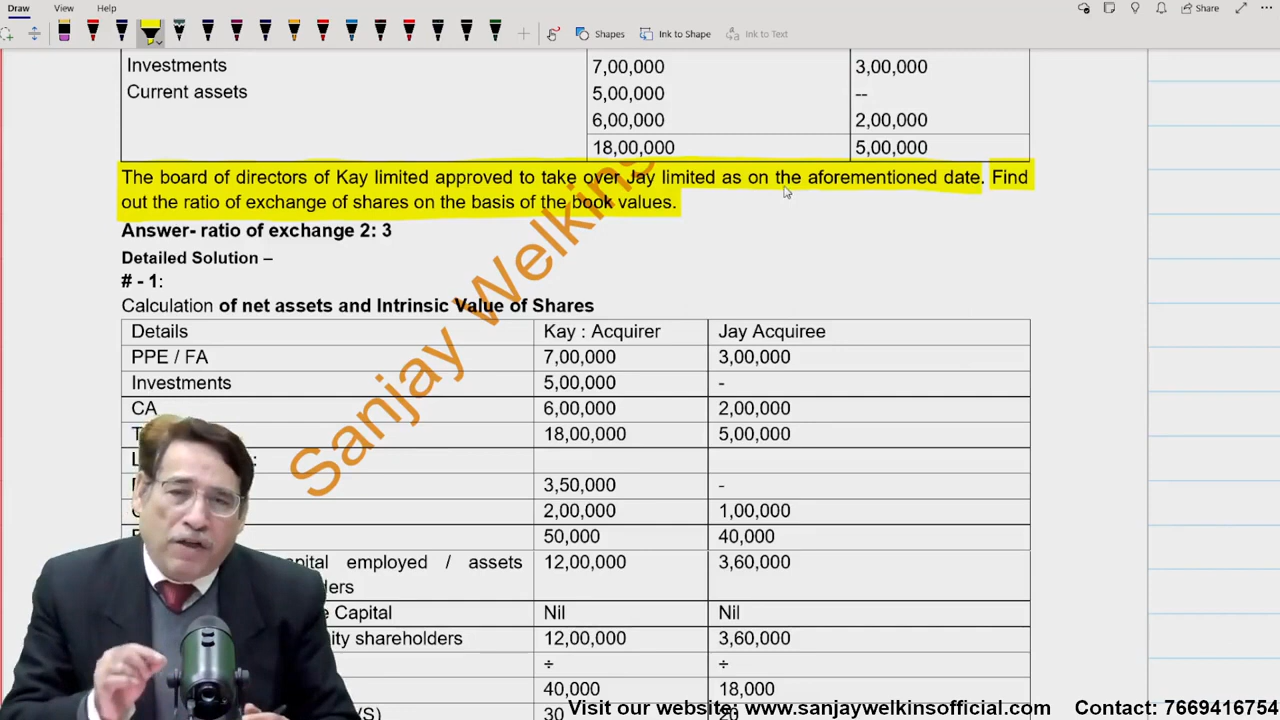 Draw View Share
Shapes Ink to Shape Ink to Text
Investments 7,00,000 3,00,000
Current assets 5,00,000 --
6,00,000 2,00,000
18,00,000 5,00,000
The board of directors of Kay limited approved to take over Jay limited as on the aforementioned date. Find
out the ratio of exchange of shares on the basis of the book values.
Answer- ratio of exchange 2: 3
Detailed Solution –
# - 1:
Calculation of net assets and Intrinsic Value of Shares
Details Kay : Acquirer Jay Acquiree
PPE / FA 7,00,000 3,00,000
Investments 5,00,000 -
CA 6,00,000 2,00,000
18,00,000 5,00,000
:
3,50,000 -
2,00,000 1,00,000
50,000 40,000
employed / assets 12,00,000 3,60,000
Capital Nil Nil
shareholders 12,00,000 3,60,000
÷ ÷
40,000 18,000
(S) 30 20
Sanjay Welkins
Visit our website: www.sanjaywelkinsofficial.com Contact: 7669416754